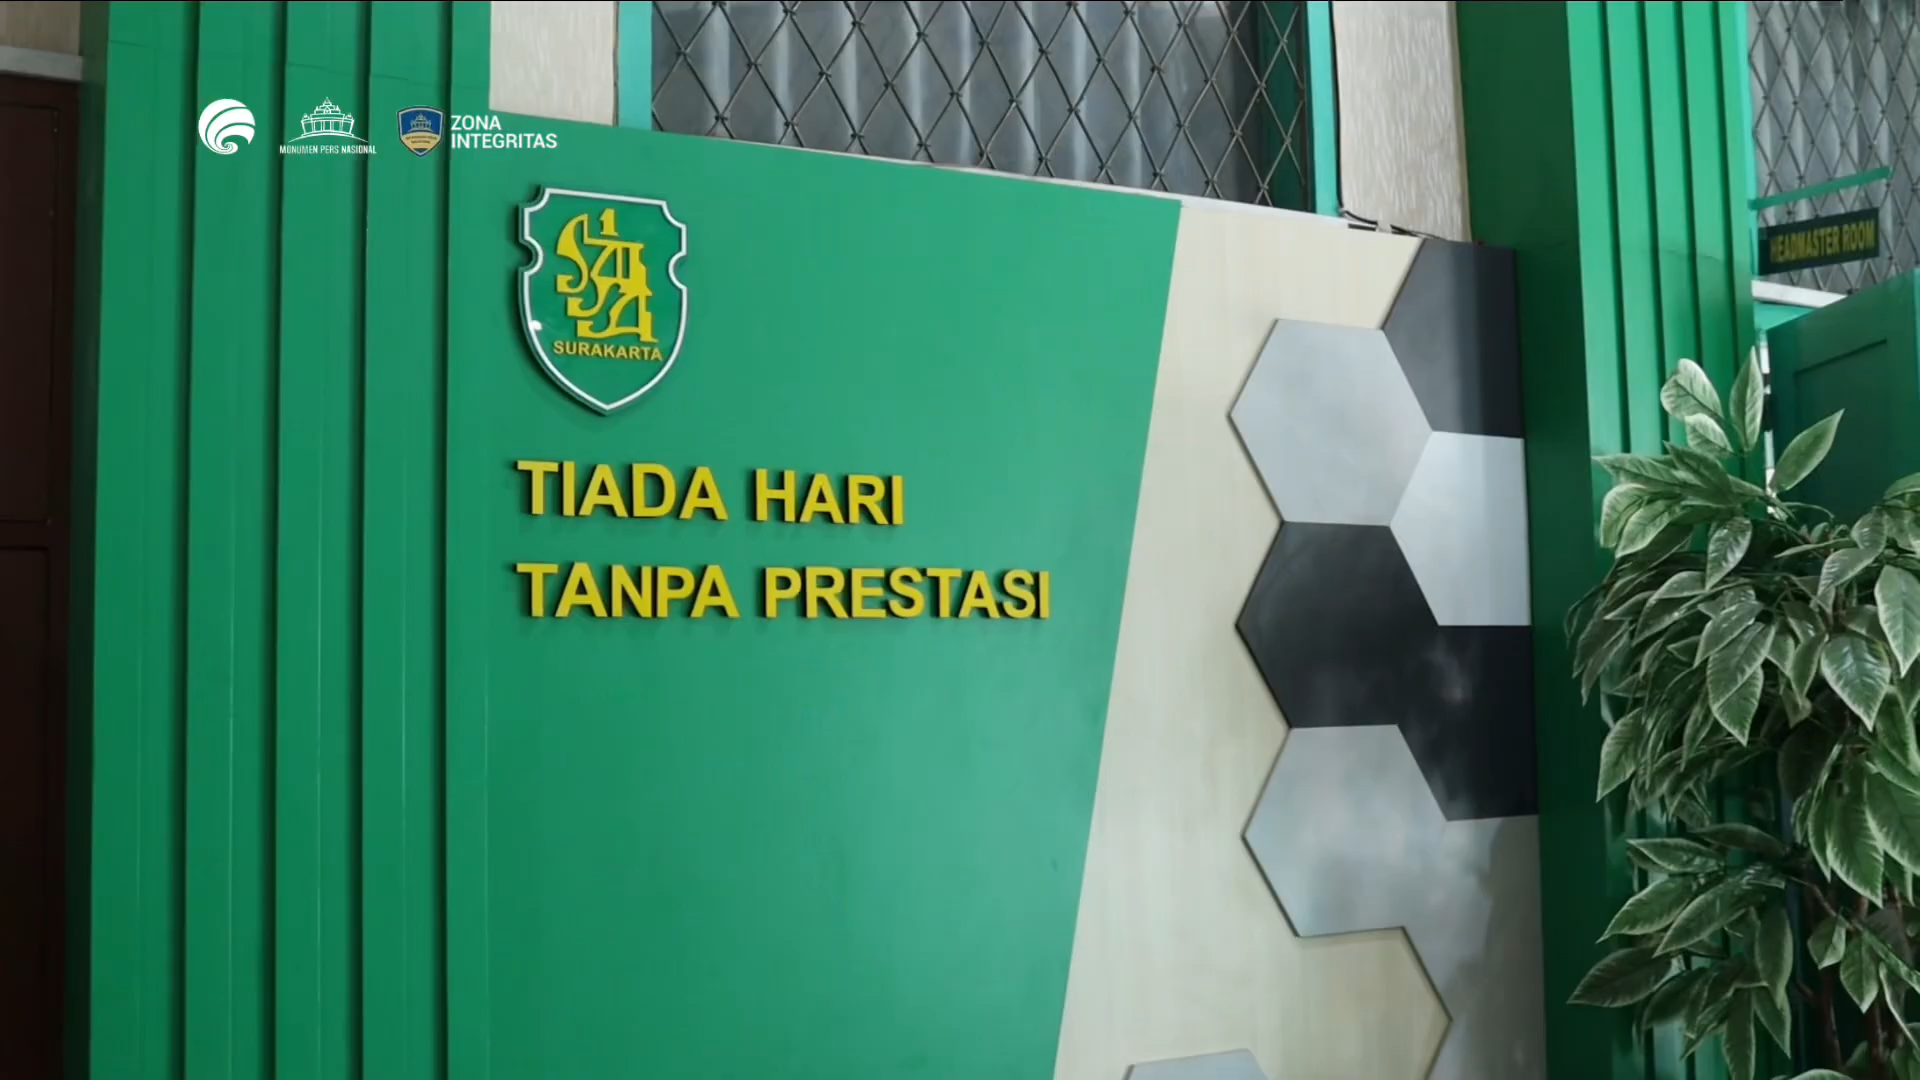 MONUMEN PERS NASIONAL
ZONA
INTEGRITAS
HEADMASTER ROOM
SURAKARTA
TIADA HARI
TANPA PRESTASI